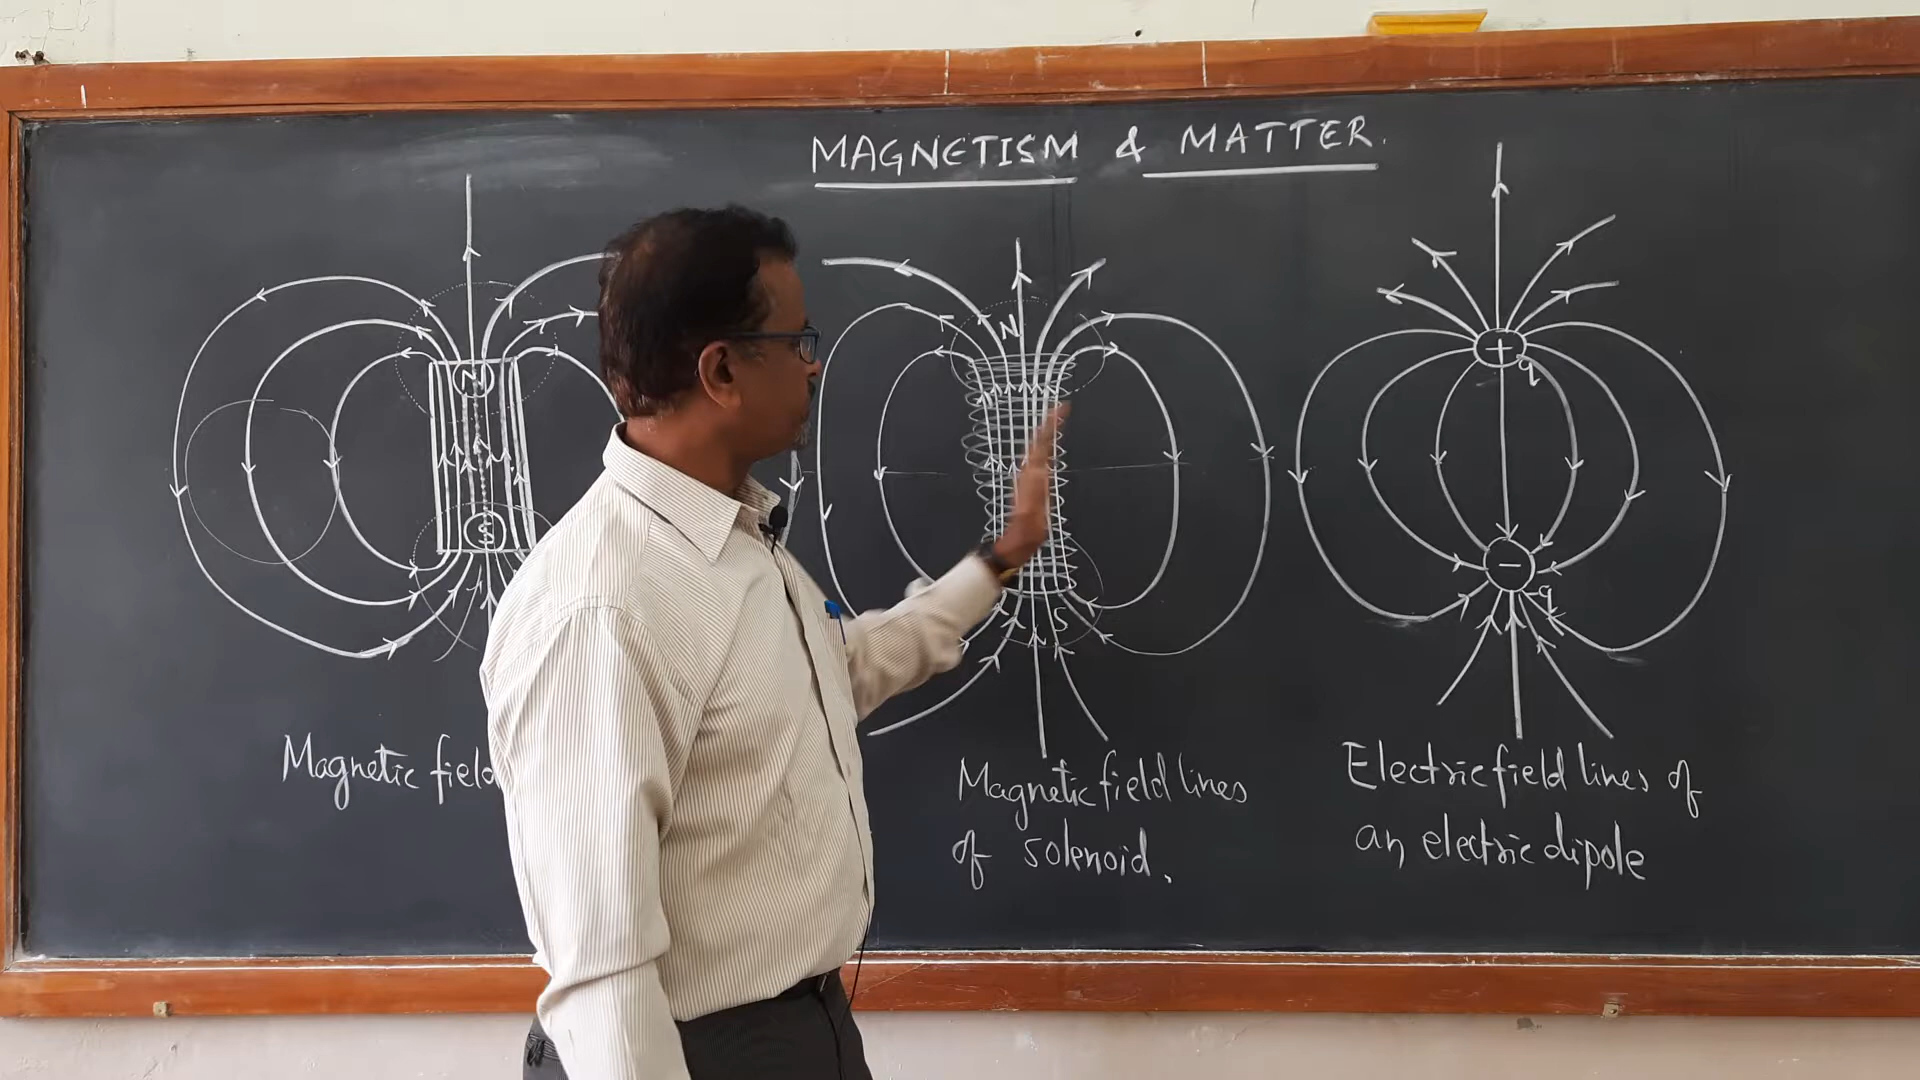 MAGNETISM & MATTER.
N
S
Magnetic field
N
S
Magnetic field lines
of solenoid.
+
q
-
-q
Electric field lines of
an electric dipole